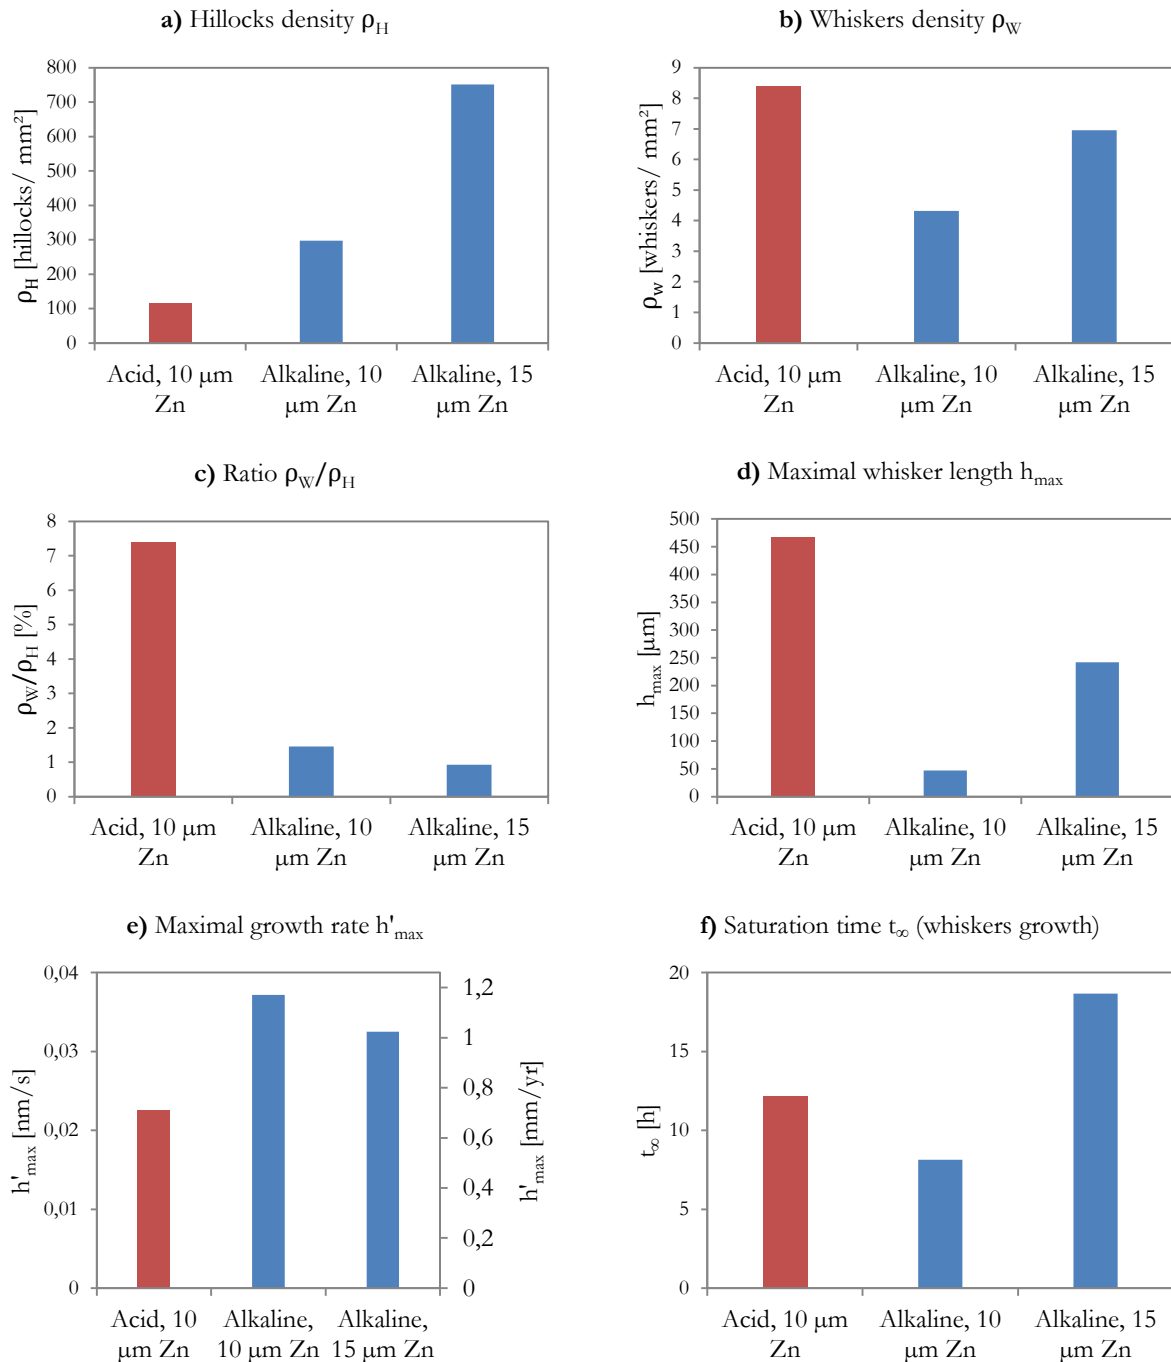 a) Hillocks density ρH
800
700
600
500
400
300
200
100
0
ρH [hillocks/ mm²]
Acid, 10 μm
Zn
Alkaline, 10
μm Zn
Alkaline, 15
μm Zn
b) Whiskers density ρW
9
8
7
6
5
4
3
2
1
0
ρw [whiskers/ mm²]
Acid, 10 μm
Zn
Alkaline, 10
μm Zn
Alkaline, 15
μm Zn
c) Ratio ρW/ρH
8
7
6
5
4
3
2
1
0
ρW/ρH [%]
Acid, 10 μm
Zn
Alkaline, 10
μm Zn
Alkaline, 15
μm Zn
d) Maximal whisker length hmax
500
450
400
350
300
250
200
150
100
50
0
hmax [μm]
Acid, 10 μm
Zn
Alkaline, 10
μm Zn
Alkaline, 15
μm Zn
e) Maximal growth rate h'max
0,04
0,03
0,02
0,01
0
h'max [nm/s]
1,2
1
0,8
0,6
0,4
0,2
0
h'max [mm/yr]
Acid, 10
μm Zn
Alkaline,
10 μm Zn
Alkaline,
15 μm Zn
f) Saturation time t∞ (whiskers growth)
20
15
10
5
0
t∞ [h]
Acid, 10 μm
Zn
Alkaline, 10
μm Zn
Alkaline, 15
μm Zn